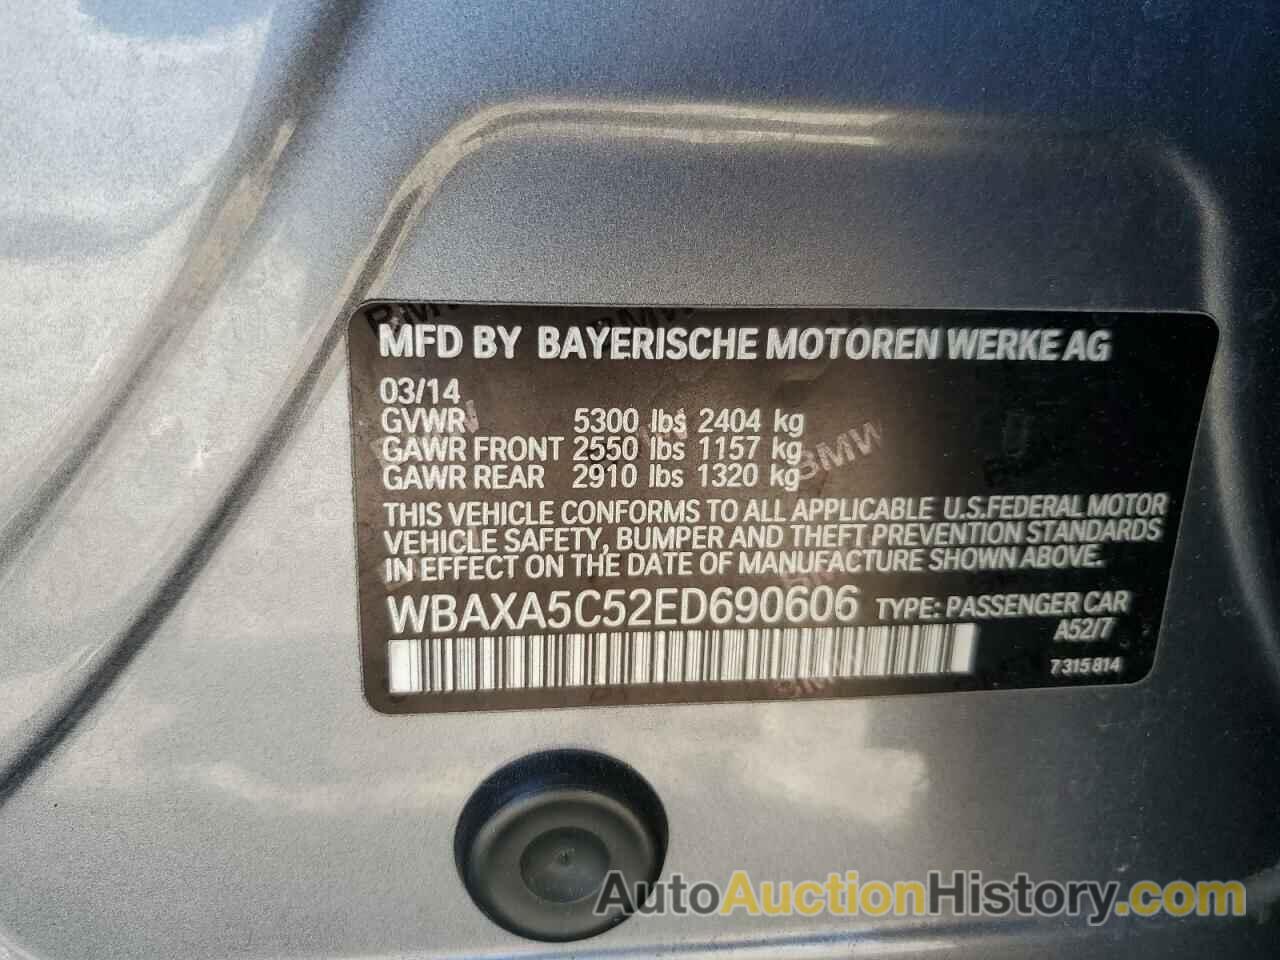 MFD BY BAYERISCHE MOTOREN WERKE AG
03/14
GVWR 5300 lbs 2404 kg
GAWR FRONT 2550 lbs 1157 kg
GAWR REAR 2910 lbs 1320 kg
THIS VEHICLE CONFORMS TO ALL APPLICABLE U.S.FEDERAL MOTOR
VEHICLE SAFETY, BUMPER AND THEFT PREVENTION STANDARDS
IN EFFECT ON THE DATE OF MANUFACTURE SHOWN ABOVE.
WBAXA5C52ED690606 TYPE: PASSENGER CAR
A52/7
7315814
AutoAuctionHistory.com